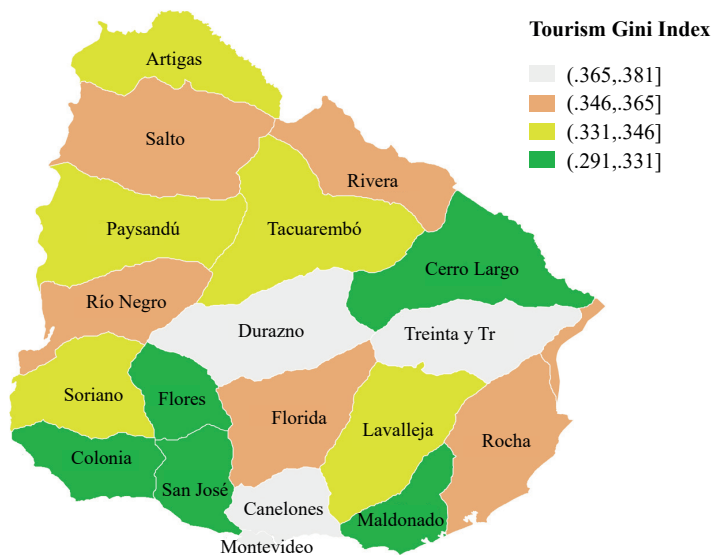 Tourism Gini Index
(.365,.381]
(.346,.365]
(.331,.346]
(.291,.331]
Artigas
Salto
Rivera
Paysandú
Tacuarembó
Cerro Largo
Río Negro
Durazno
Treinta y Tr
Soriano
Flores
Florida
Lavalleja
Rocha
Colonia
San José
Canelones
Maldonado
Montevideo